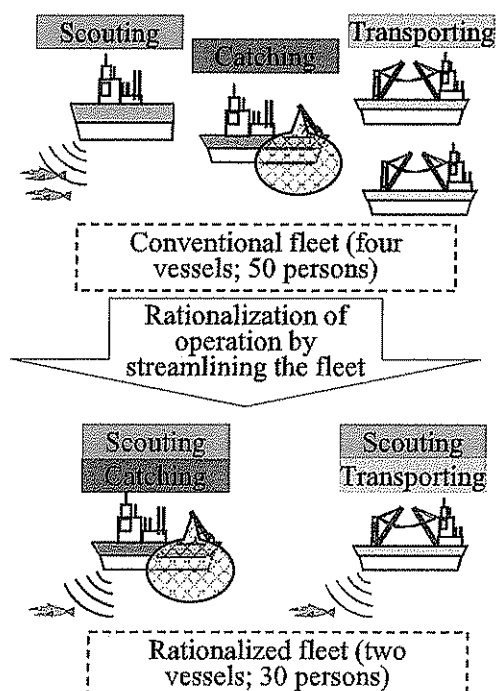 Scouting
Catching
Transporting
Conventional fleet (four
vessels; 50 persons)
Rationalization of
operation by
streamlining the fleet
Scouting
Catching
Scouting
Transporting
Rationalized fleet (two
vessels; 30 persons)